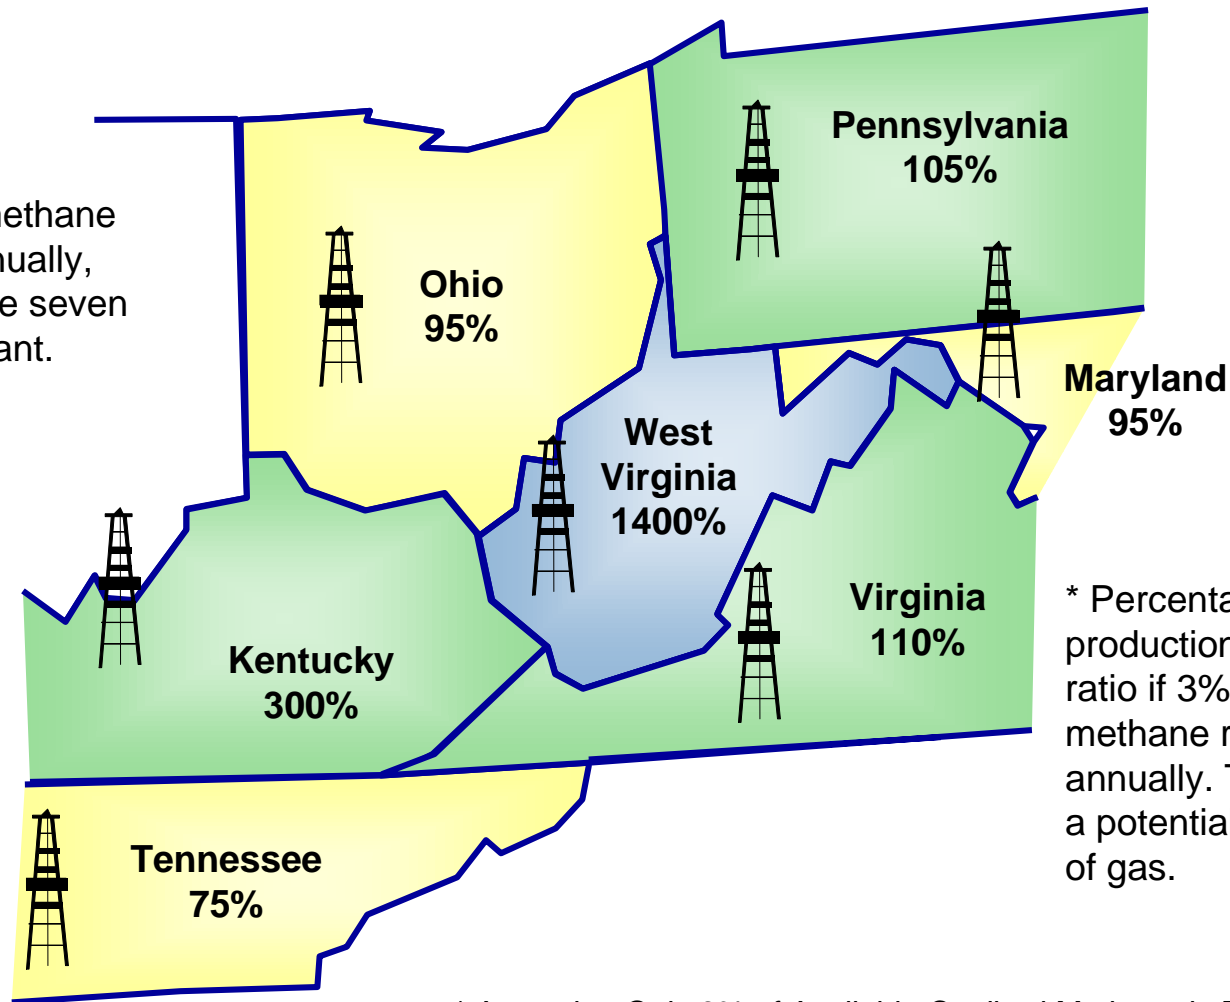 Pennsylvania
105%
nethane
nually,
e seven
ant.
Ohio
95%
Maryland
95%
West
Virginia
1400%
Virginia
110%
Kentucky
300%
* Percenta
production
ratio if 3%
methane r
annually. T
a potentia
of gas.
Tennessee
75%